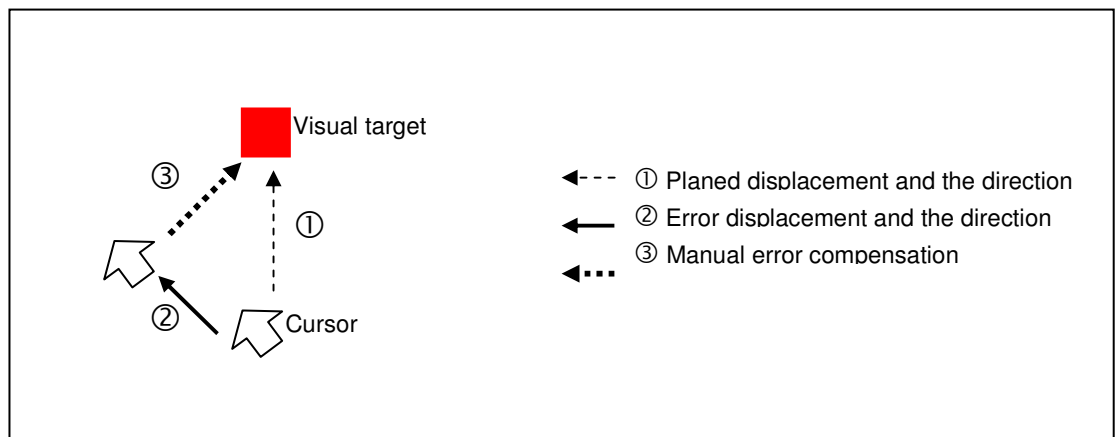 Visual target
③
①
② 
Cursor
① Planed displacement and the direction
② Error displacement and the direction
③ Manual error compensation